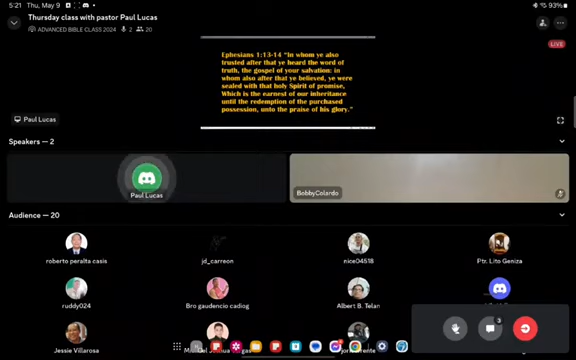 5:21 Thu, May 9
93%
Thursday class with pastor Paul Lucas
ADVANCED BIBLE CLASS 2024 2 20
LIVE
Ephesians 1:13-14 "In whom ye also
trusted after that ye heard the word of
truth, the gospel of your salvation: in
whom also after that ye believed, ye were
sealed with that holy Spirit of promise,
Which is the earnest of our inheritance
until the redemption of the purchased
possession, unto the praise of his glory."
Paul Lucas
Speakers — 2
Paul Lucas
BobbyColardo
Audience — 20
roberto peralta casis
jd_carreon
nice04518
Ptr. Lito Geniza
ruddy024
Bro gaudencio cading
Albert B. Telan
3
Jessie Villarosa